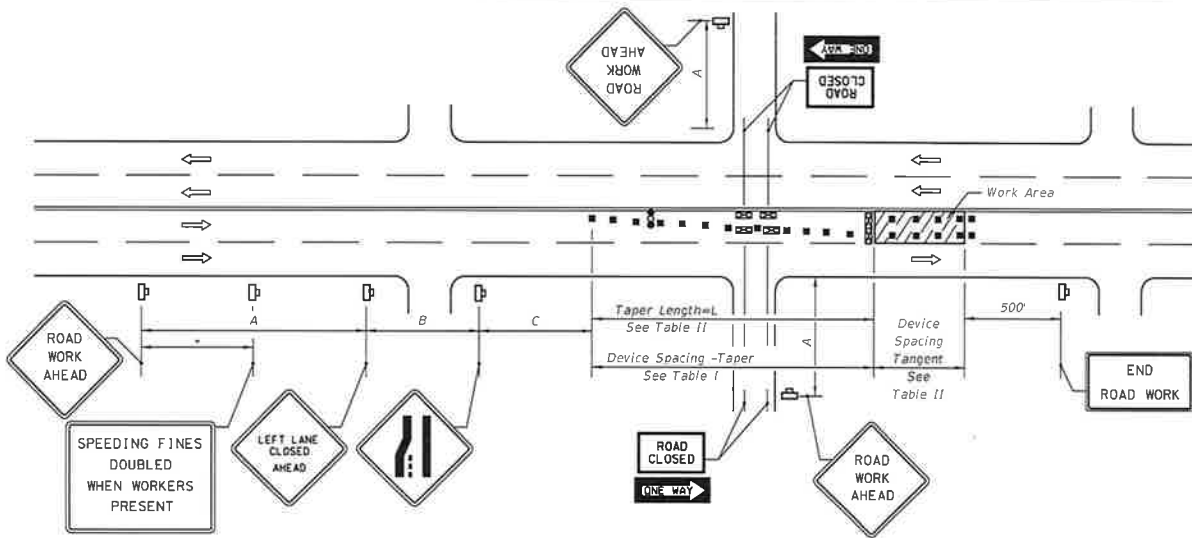 ROAD
WORK
AHEAD
A
ONE WAY
ROAD
CLOSED
Work Area
ROAD
WORK
AHEAD
A
B
C
*
Taper Length=L
See Table II
Device Spacing -Taper
See Table I
A
Device
Spacing
Tangent
See
Table II
500'
END
ROAD WORK
SPEEDING FINES
DOUBLED
WHEN WORKERS
PRESENT
LEFT LANE
CLOSED
AHEAD
ROAD
CLOSED
ONE WAY
ROAD
WORK
AHEAD